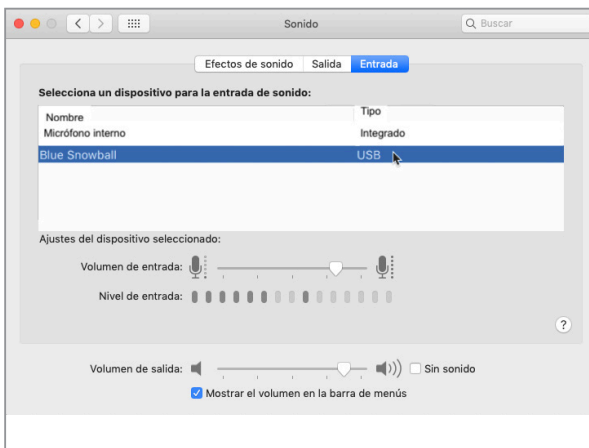 Sonido
Buscar
Efectos de sonido Salida Entrada
Selecciona un dispositivo para la entrada de sonido:
Nombre Tipo
Micrófono interno Integrado
Blue Snowball USB
Ajustes del dispositivo seleccionado:
Volumen de entrada:
Nivel de entrada:
?
Volumen de salida: Sin sonido
Mostrar el volumen en la barra de menús